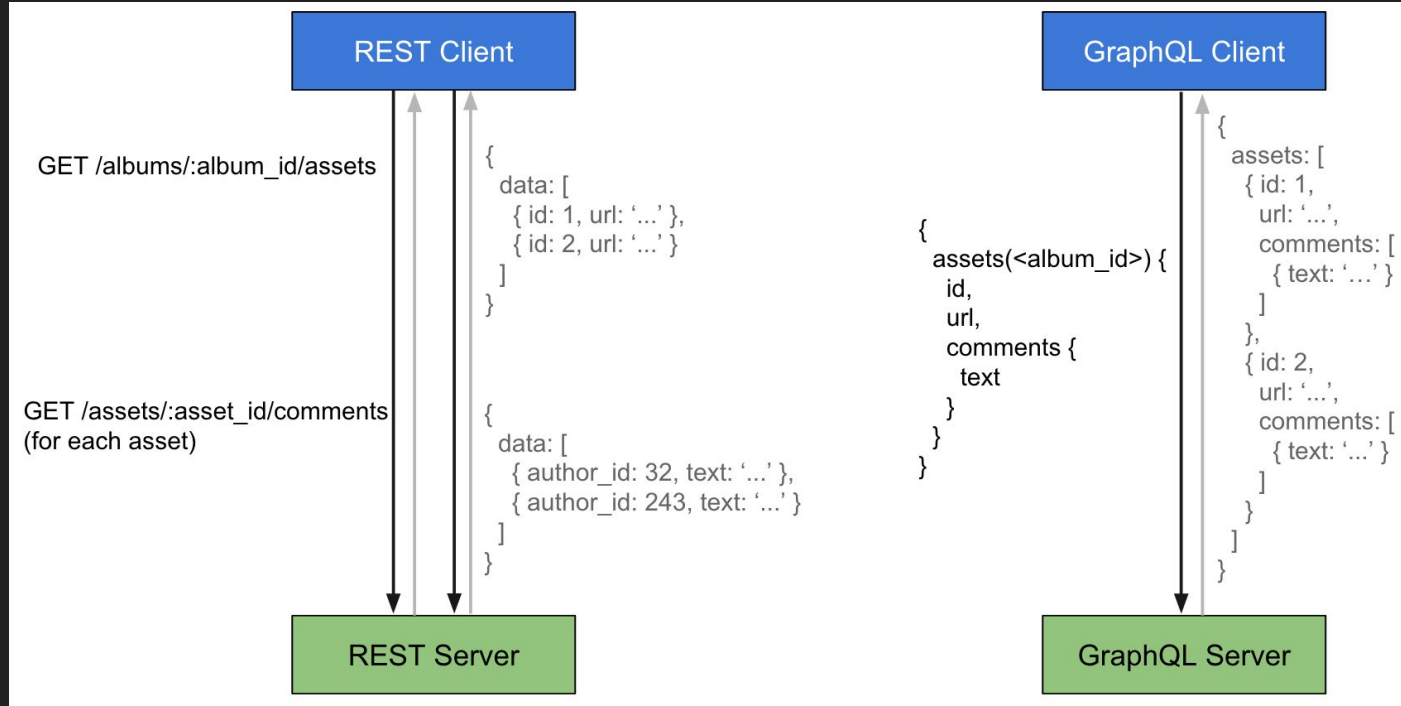 REST Client
GET /albums/:album_id/assets
{
data: [
{ id: 1, url: ‘...’ },
{ id: 2, url: ‘...’ }
]
}
GET /assets/:asset_id/comments
(for each asset)
{
data: [
{ author_id: 32, text: ‘...’ },
{ author_id: 243, text: ‘...’ }
]
}
REST Server
GraphQL Client
{
assets(<album_id>) {
id,
url,
comments {
text
}
}
}
{
assets: [
{ id: 1,
url: ‘...’,
comments: [
{ text: ‘…’ }
]
},
{ id: 2,
url: ‘...’,
comments: [
{ text: ‘...’ }
]
}
]
}
GraphQL Server